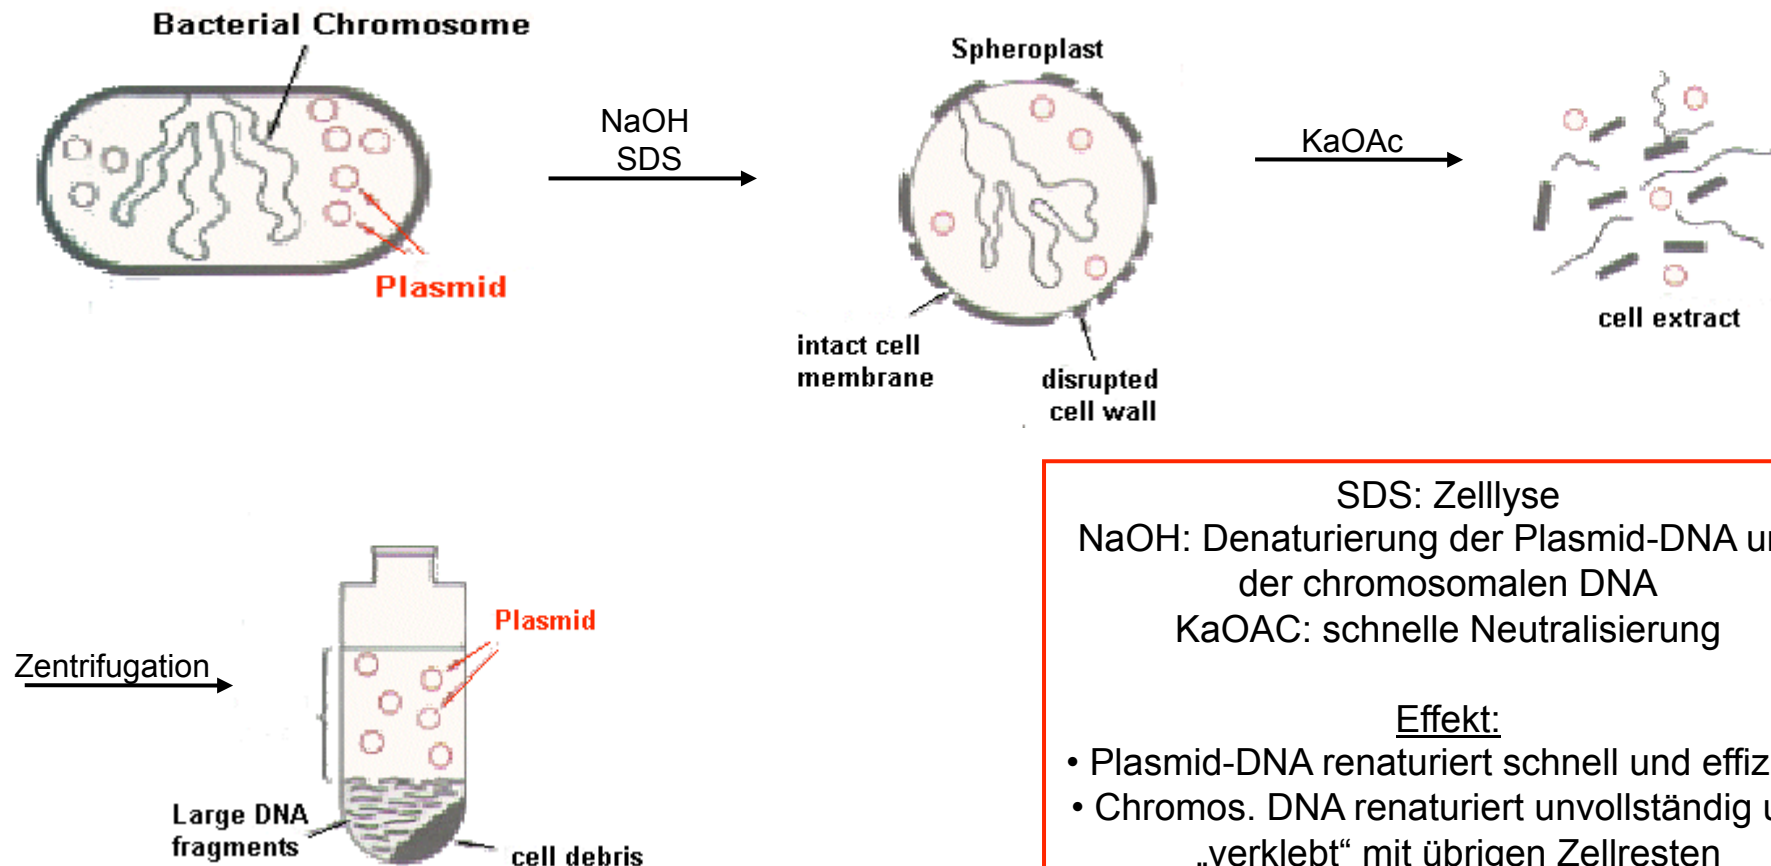 Bacterial Chromosome
Plasmid
NaOH
SDS
Spheroplast
intact cell
membrane
disrupted
cell wall
KaOAc
cell extract
Zentrifugation
Plasmid
Large DNA
fragments
cell debris
SDS: Zelllyse
NaOH: Denaturierung der Plasmid-DNA
der chromosomalen DNA
KaOAC: schnelle Neutralisierung
Effekt:
• Plasmid-DNA renaturiert schnell und
• Chromos. DNA renaturiert unvollständig
„verklebt“ mit übrigen Zellresten